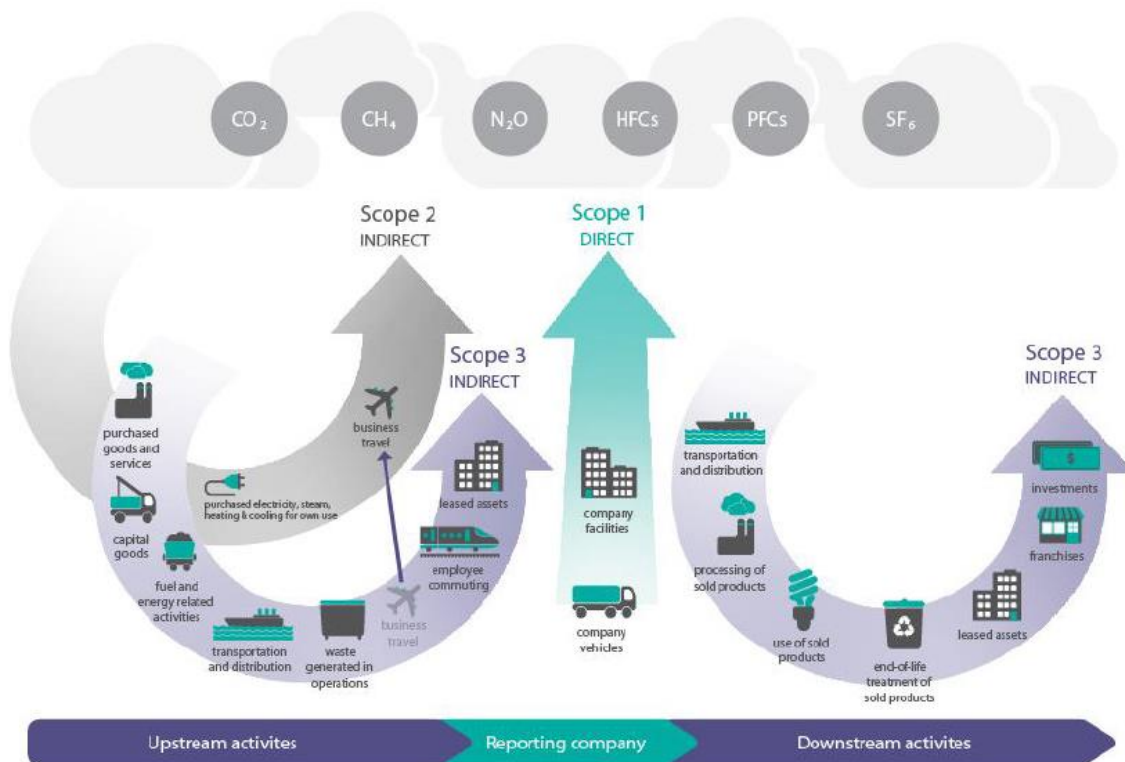 CO₂
CH₄
N₂O
HFCs
PFCs
SF₆
Scope 2
INDIRECT
Scope 1
DIRECT
Scope 3
INDIRECT
Scope 3
INDIRECT
purchased
goods and
services
capital
goods
fuel and
energy related
activities
transportation
and distribution
waste
generated in
operations
business
travel
employee
commuting
leased assets
purchased electricity, steam,
heating & cooling for own use
business
travel
company
facilities
company
vehicles
transportation
and distribution
processing of
sold products
use of sold
products
end-of-life
treatment of
sold products
leased assets
franchises
investments
$
Upstream activites
Reporting company
Downstream activites